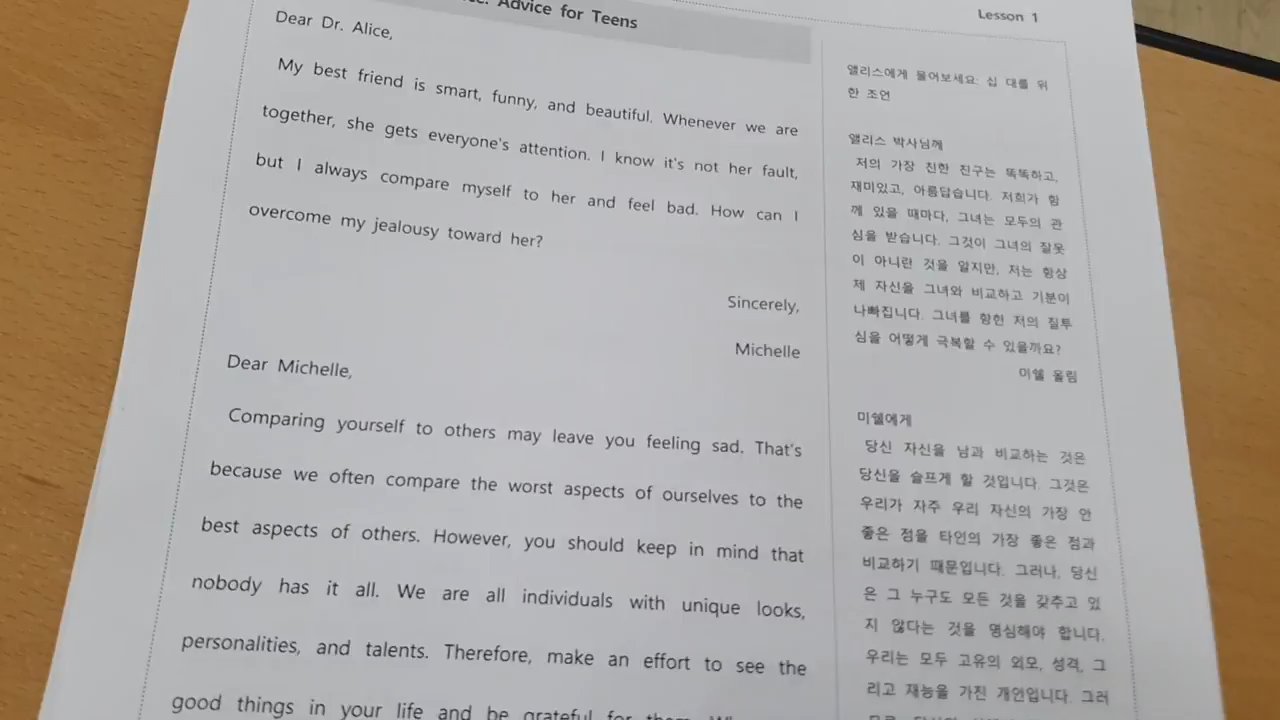 Advice for Teens
Lesson 1
Dear Dr. Alice,
My best friend is smart, funny, and beautiful. Whenever we are
together, she gets everyone's attention. I know it's not her fault,
but I always compare myself to her and feel bad. How can I
overcome my jealousy toward her?
Sincerely,
Michelle
Dear Michelle,
Comparing yourself to others may leave you feeling sad. That's
because we often compare the worst aspects of ourselves to the
best aspects of others. However, you should keep in mind that
nobody has it all. We are all individuals with unique looks,
personalities, and talents. Therefore, make an effort to see the
good things in your life and be grateful for
앨리스에게 물어보세요: 십 대를 위
한 조언
앨리스 박사님께
저의 가장 친한 친구는 똑똑하고,
재미있고, 아름답습니다. 저희가 함
께 있을 때마다, 그녀는 모두의 관
심을 받습니다. 그것이 그녀의 잘못
이 아니란 것을 알지만, 저는 항상
제 자신을 그녀와 비교하고 기분이
나빠집니다. 그녀를 향한 저의 질투
심을 어떻게 극복할 수 있을까요?
미쉘 올림
미쉘에게
당신 자신을 남과 비교하는 것은
당신을 슬프게 할 것입니다. 그것은
우리가 자주 우리 자신의 가장 안
좋은 점을 타인의 가장 좋은 점과
비교하기 때문입니다. 그러나, 당신
은 그 누구도 모든 것을 갖추고 있
지 않다는 것을 명심해야 합니다.
우리는 모두 고유의 외모, 성격, 그
리고 재능을 가진 개인입니다. 그러